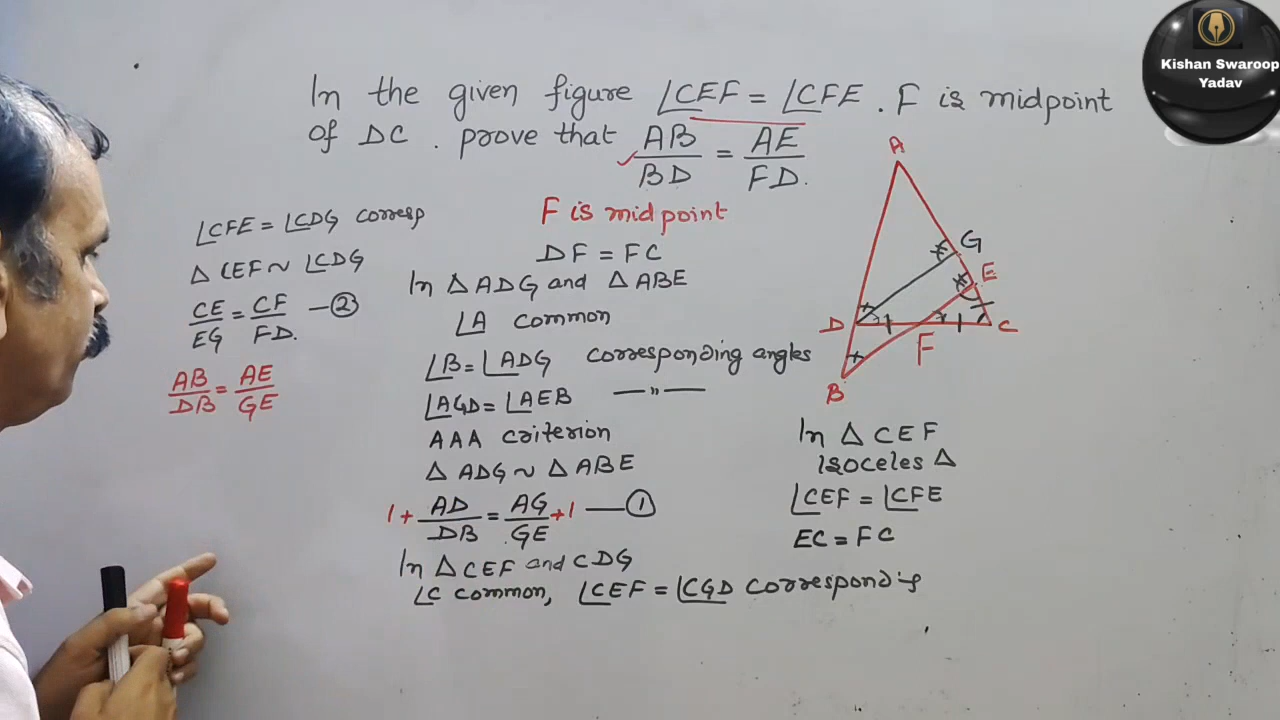 Kishan Swaroop
Yadav
In the given figure ∠CEF = ∠CFE . F is midpoint
of DC . prove that AB/BD = AE/FD.
∠CFE = ∠CDG corresp
△ CEF ~ ∠CDG
CE/EG = CF/FD. —②
AB/DB = AE/GE
F is midpoint
DF = FC
In △ ADG and △ ABE
∠A common
∠B = ∠ADG corresponding angles
∠AGD = ∠AEB —〃—
AAA criterion
△ ADG ~ △ ABE
1 + AD/DB = AG/GE + 1 —①
In △ CEF and CDG
∠C common, ∠CEF = ∠CGD corresponding
A
G
E
D
C
F
B
In △ CEF
Isoceles △
∠CEF = ∠CFE
EC = FC